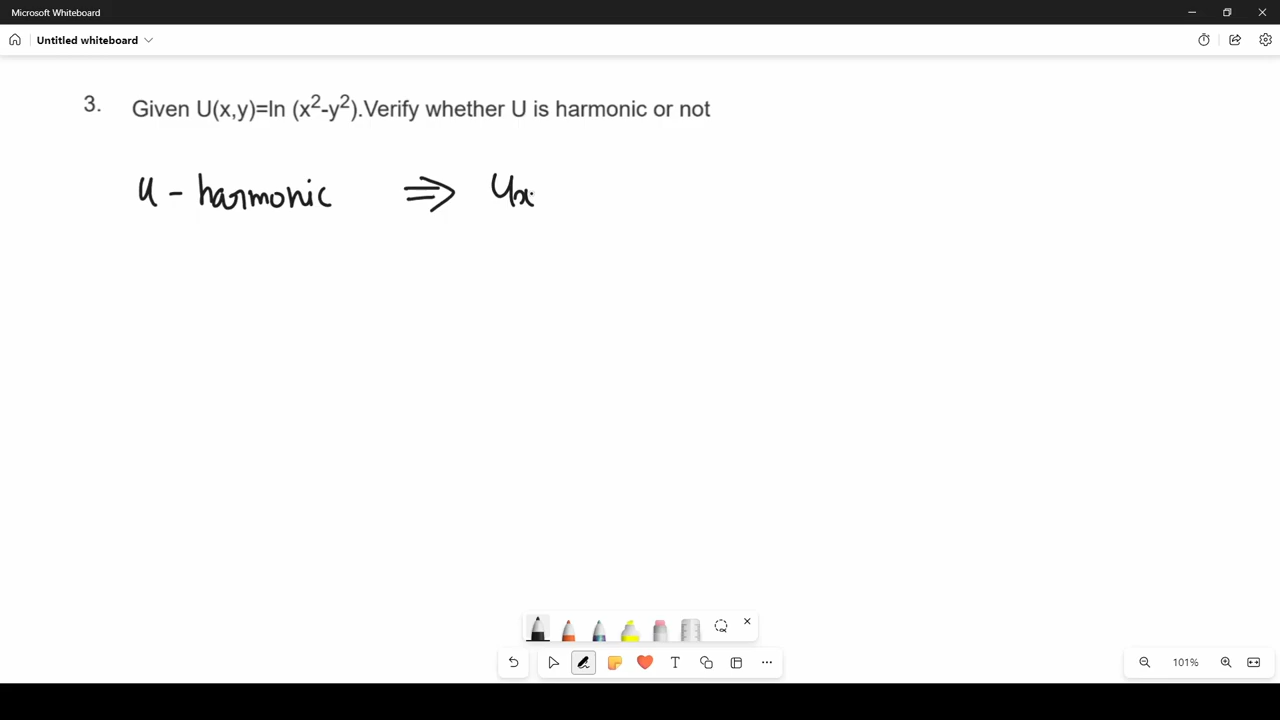 Microsoft Whiteboard
Untitled whiteboard
3. Given U(x,y)=ln (x²-y²).Verify whether U is harmonic or not
U - harmonic ⇒ Ux
101%